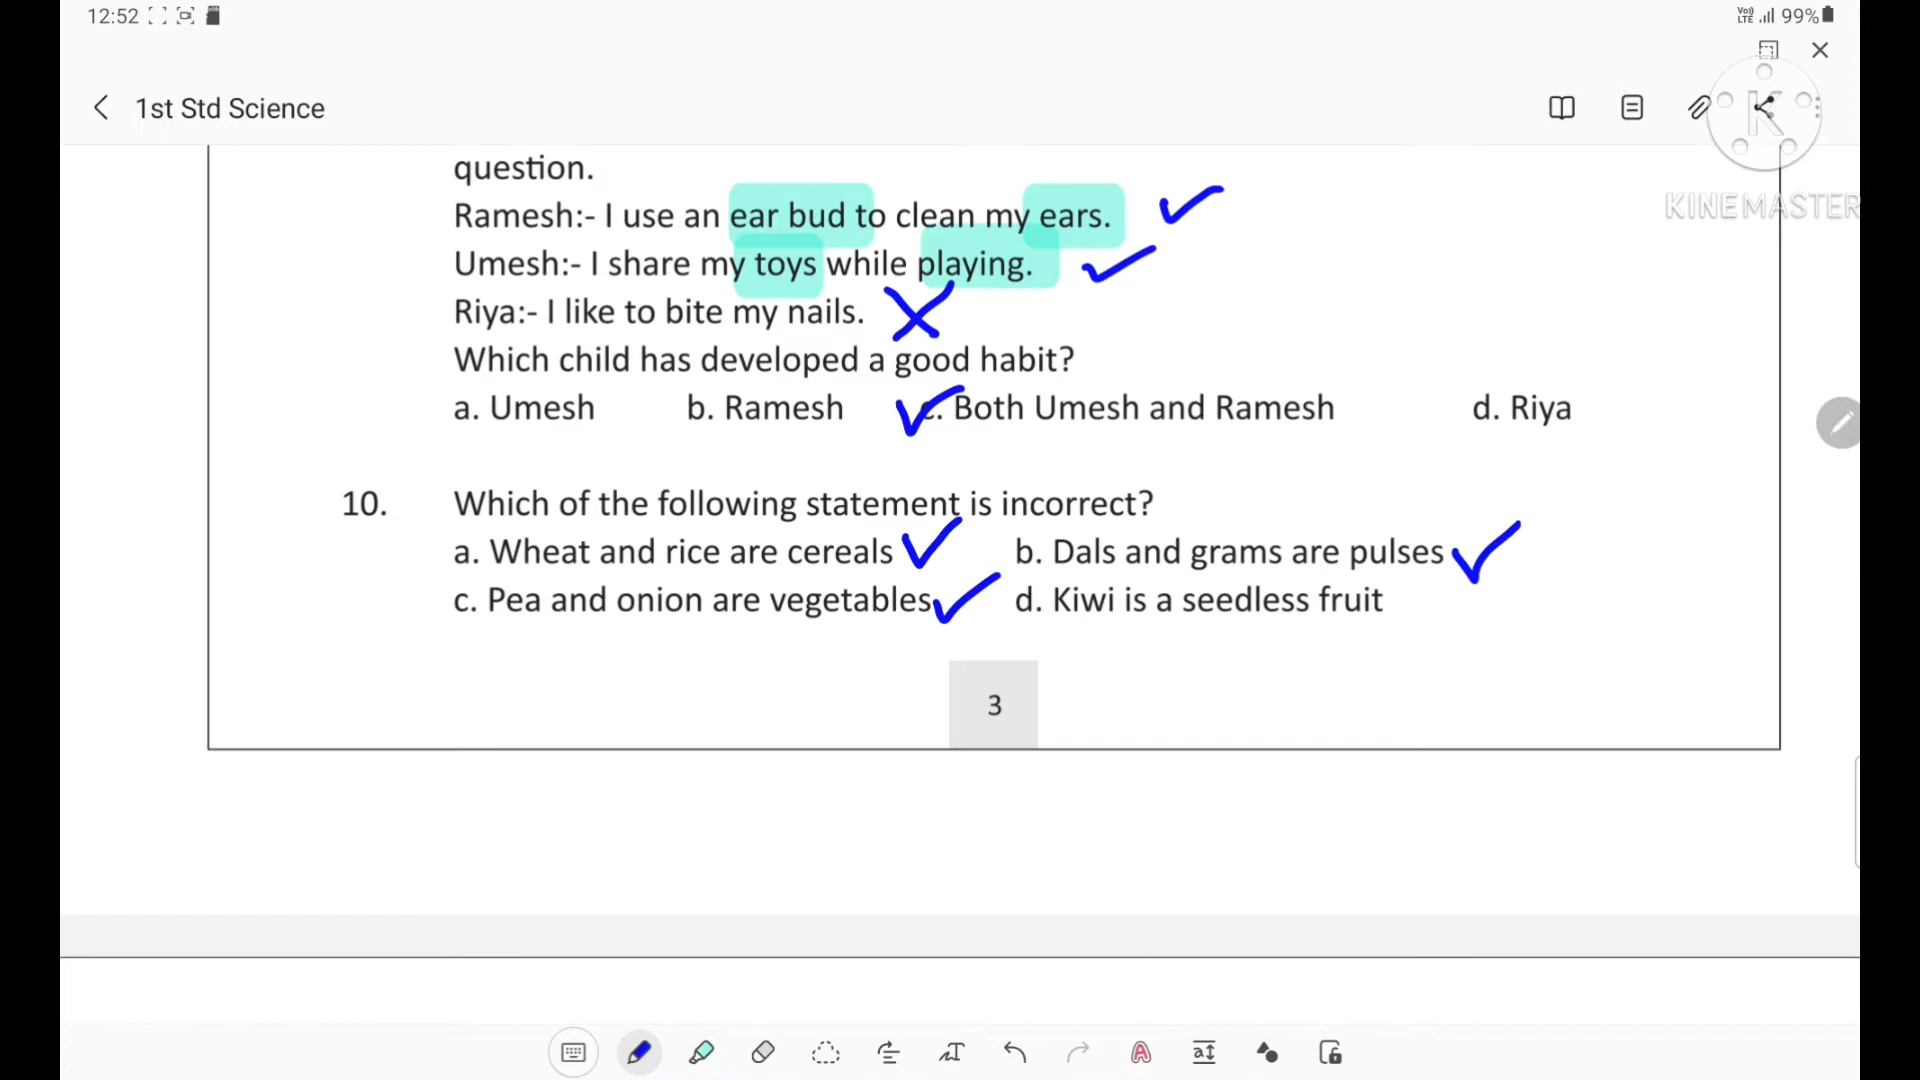 12:52
Vo) LTE 99%
1st Std Science
K
KINEMASTER
question.
Ramesh:- I use an ear bud to clean my ears.
Umesh:- I share my toys while playing.
Riya:- I like to bite my nails.
Which child has developed a good habit?
a. Umesh b. Ramesh c. Both Umesh and Ramesh d. Riya
10. Which of the following statement is incorrect?
a. Wheat and rice are cereals b. Dals and grams are pulses
c. Pea and onion are vegetables d. Kiwi is a seedless fruit
3